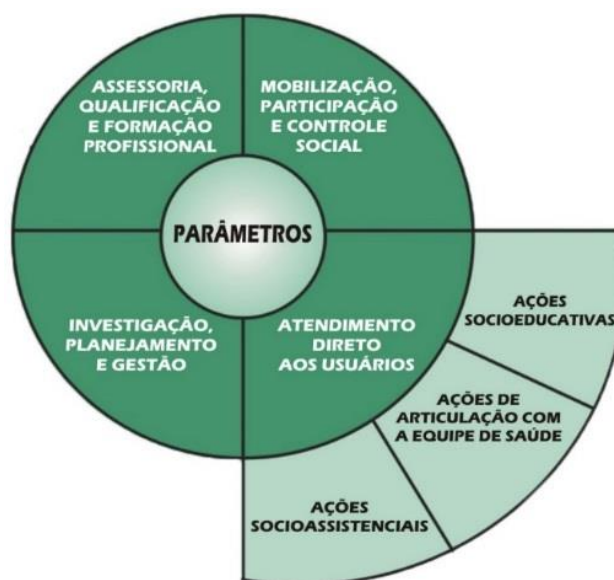 ASSESSORIA,
QUALIFICAÇÃO
E FORMAÇÃO
PROFISSIONAL
MOBILIZAÇÃO,
PARTICIPAÇÃO
E CONTROLE
SOCIAL
PARÂMETROS
INVESTIGAÇÃO,
PLANEJAMENTO
E GESTÃO
ATENDIMENTO
DIRETO
AOS USUÁRIOS
AÇÕES
SOCIOEDUCATIVAS
AÇÕES DE
ARTICULAÇÃO COM
A EQUIPE DE SAÚDE
AÇÕES
SOCIOASSISTENCIAIS